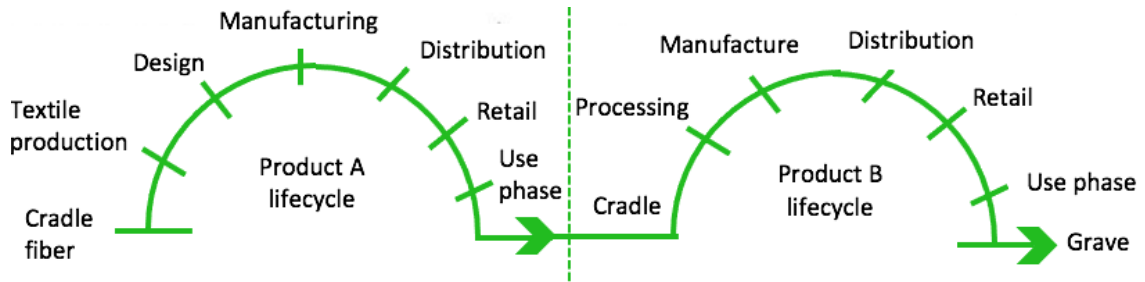 Manufacturing
Design
Distribution
Textile
production
Retail
Use
phase
Product A
lifecycle
Cradle
fiber
Manufacture
Distribution
Processing
Retail
Product B
lifecycle
Use phase
Cradle
Grave